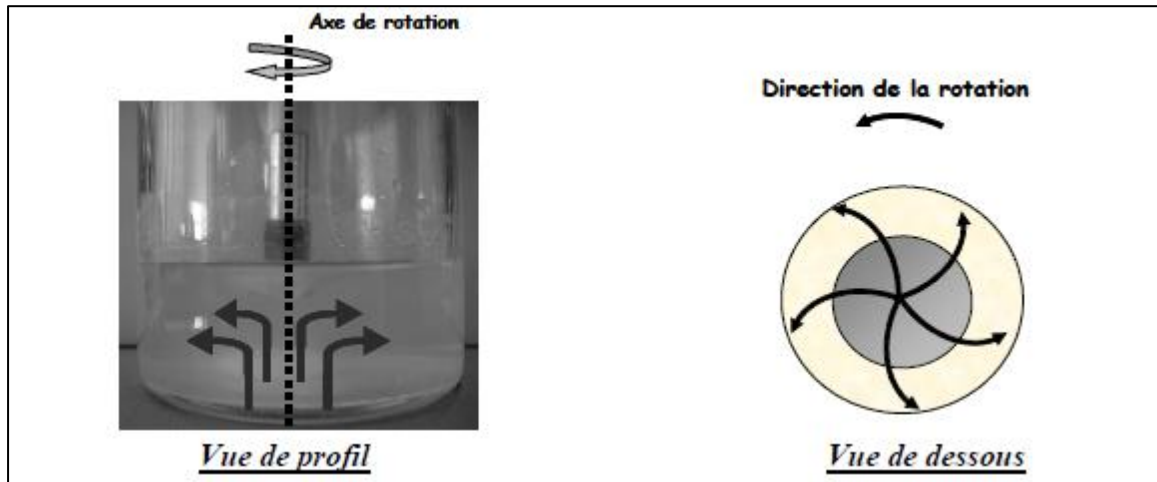 Axe de rotation
Direction de la rotation
Vue de profil
Vue de dessous